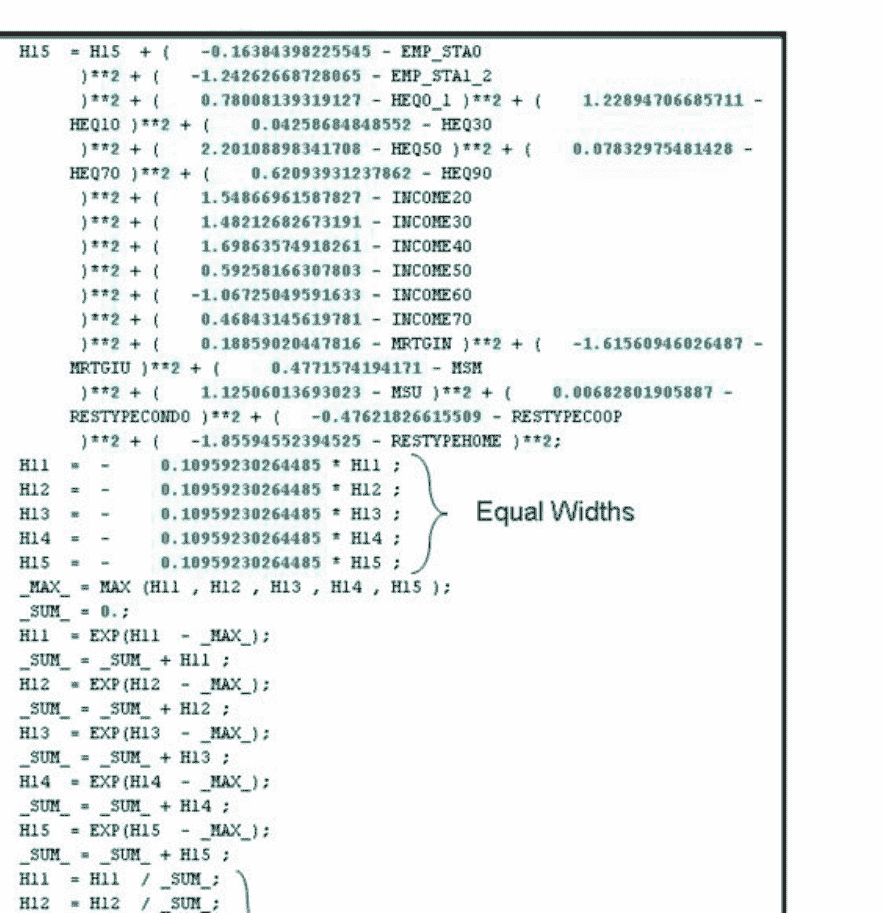 H15 = H15 + ( -0.16384398225545 - EMP_STA0
)**2 + ( -1.24262668728065 - EMP_STA1_2
)**2 + ( 0.78008139319127 - HEQ0_1 )**2 + ( 1.22894706685711 -
HEQ10 )**2 + ( 0.04258684848552 - HEQ30
)**2 + ( 2.20108898341708 - HEQ50 )**2 + ( 0.07832975481428 -
HEQ70 )**2 + ( 0.62093931237862 - HEQ90
)**2 + ( 1.54866961587827 - INCOME20
)**2 + ( 1.48212682673191 - INCOME30
)**2 + ( 1.69863574918261 - INCOME40
)**2 + ( 0.59258166307803 - INCOME50
)**2 + ( -1.06725049591633 - INCOME60
)**2 + ( 0.46843145619781 - INCOME70
)**2 + ( 0.18859020447816 - MRTGIN )**2 + ( -1.61560946026487 -
MRTGIU )**2 + ( 0.4771574194171 - MSM
)**2 + ( 1.12506013693023 - MSU )**2 + ( 0.00682801905887 -
RESTYPECONDO )**2 + ( -0.47621826615509 - RESTYPECOOP
)**2 + ( -1.85594552394525 - RESTYPEHOME )**2;
H11 = - 0.10959230264485 * H11 ;
H12 = - 0.10959230264485 * H12 ;
H13 = - 0.10959230264485 * H13 ;
Equal Widths
H14 = - 0.10959230264485 * H14 ;
H15 = - 0.10959230264485 * H15 ;
_MAX_ = MAX (H11 , H12 , H13 , H14 , H15 );
_SUM_ = 0.;
H11 = EXP(H11 - _MAX_);
_SUM_ = _SUM_ + H11 ;
H12 = EXP(H12 - _MAX_);
_SUM_ = _SUM_ + H12 ;
H13 = EXP(H13 - _MAX_);
_SUM_ = _SUM_ + H13 ;
H14 = EXP(H14 - _MAX_);
_SUM_ = _SUM_ + H14 ;
H15 = EXP(H15 - _MAX_);
_SUM_ = _SUM_ + H15 ;
H11 = H11 / _SUM_;
H12 = H12 / _SUM_;